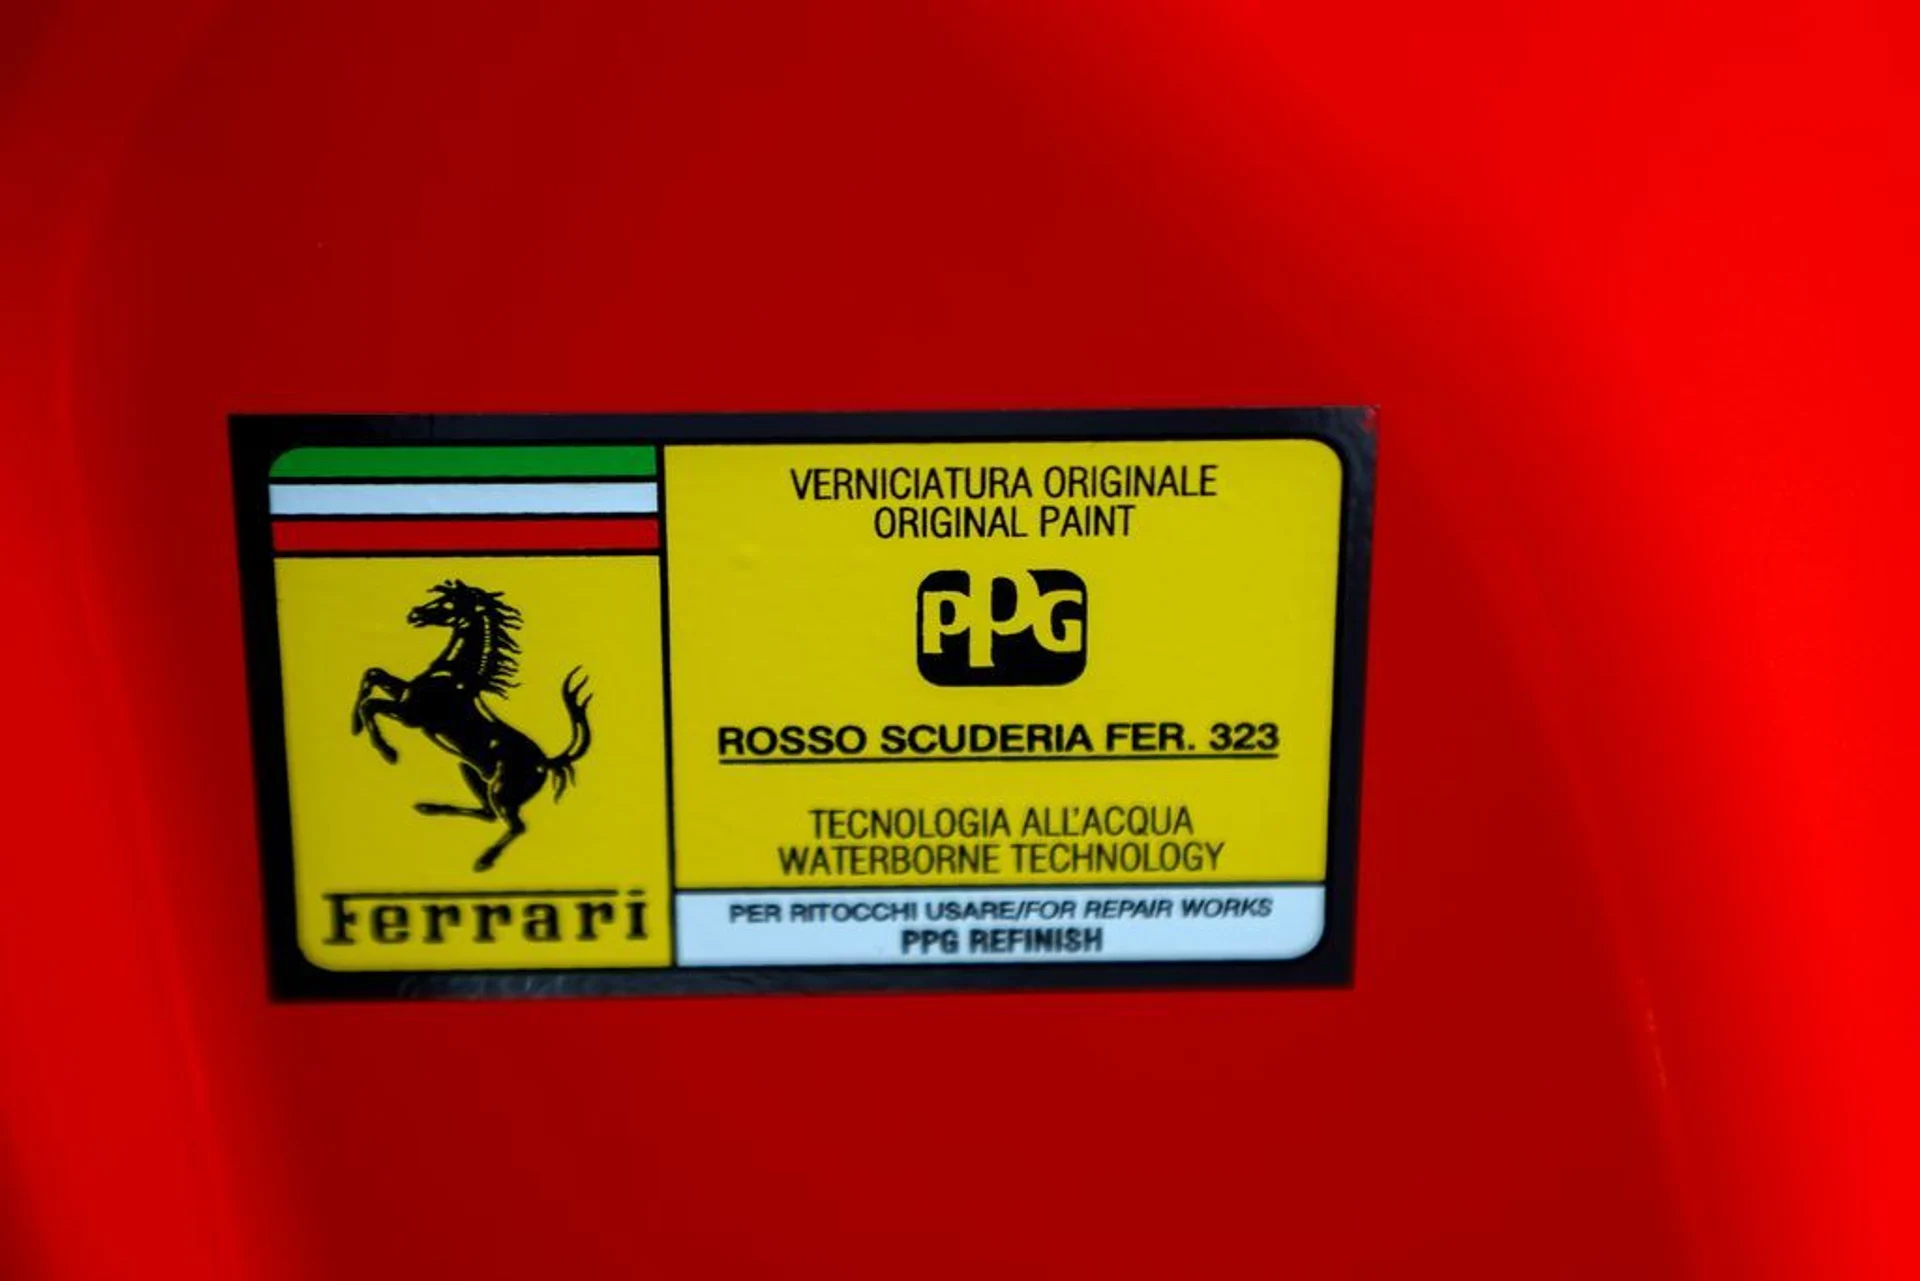 VERNICIATURA ORIGINALE
ORIGINAL PAINT
PPG
ROSSO SCUDERIA FER. 323
TECNOLOGIA ALL'ACQUA
WATERBORNE TECHNOLOGY
PER RITOCCHI USARE/FOR REPAIR WORKS
PPG REFINISH
Ferrari